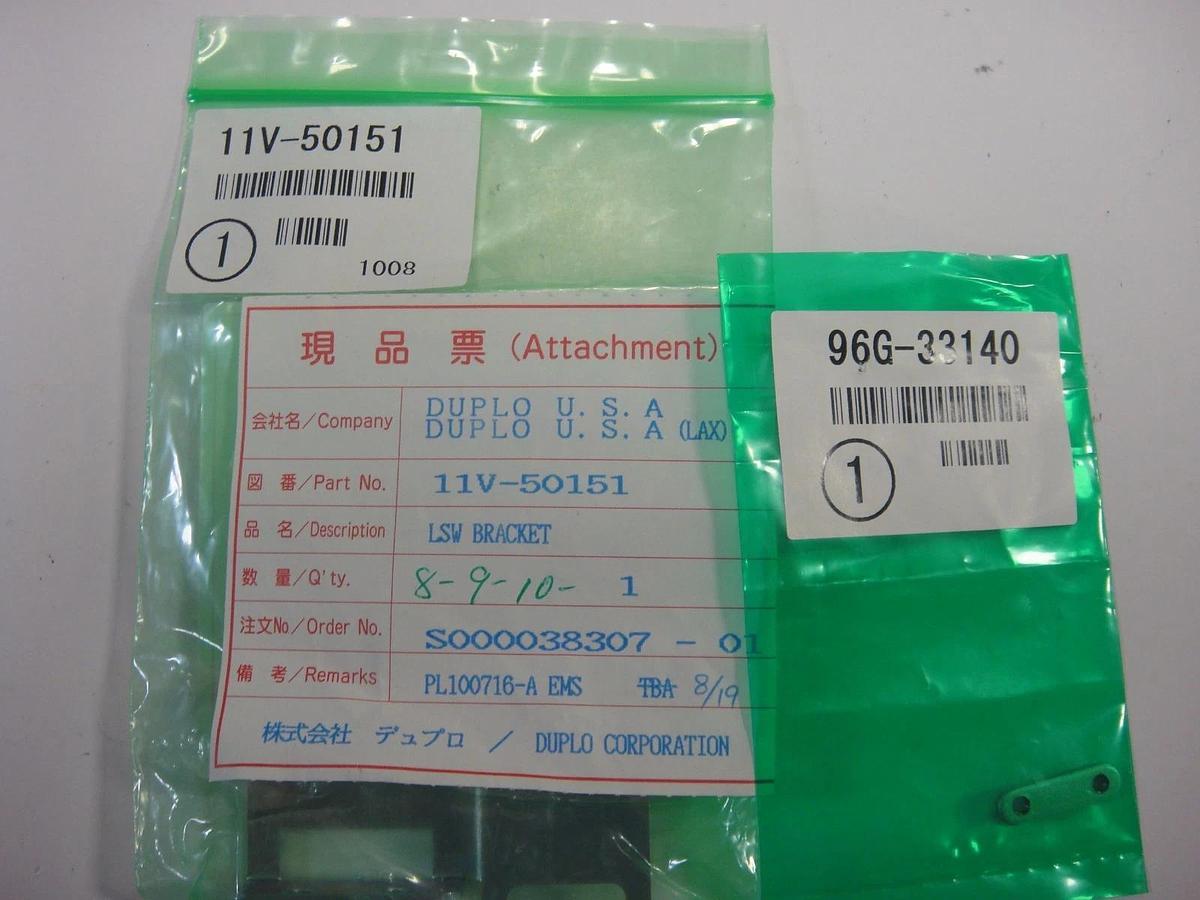 11V-50151
1
1008
現品票 (Attachment)
会社名/Company DUPLO U. S. A
DUPLO U. S. A (LAX)
図 番/Part No. 11V-50151
品 名/Description LSW BRACKET
数 量/Q'ty. 8-9-10- 1
注文No/Order No. S000038307 - 01
備 考/Remarks PL100716-A EMS TBA 8/19
株式会社 デュプロ / DUPLO CORPORATION
96G-33140
1